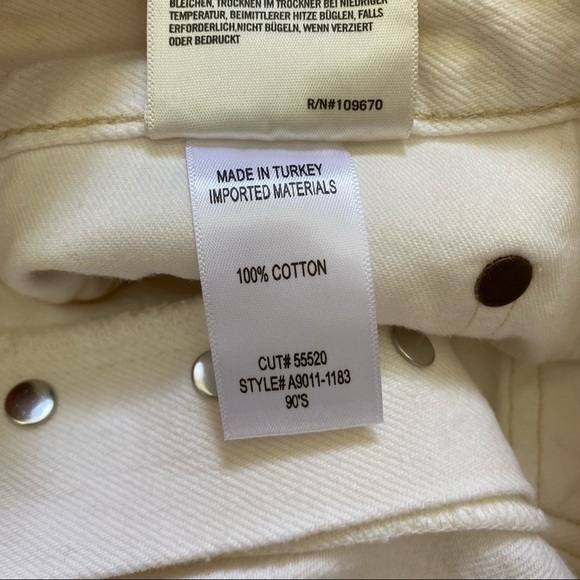 BLEICHEN, TROCKNEN IM TROCKNER BEI NIEDRIGER
TEMPERATUR, BEIMITTLERER HITZE BÜGLEN, FALLS
ERFORDERLICH,NICHT BÜGELN, WENN VERZIERT
ODER BEDRUCKT
R/N#109670
MADE IN TURKEY
IMPORTED MATERIALS
100% COTTON
CUT# 55520
STYLE# A9011-1183
90'S